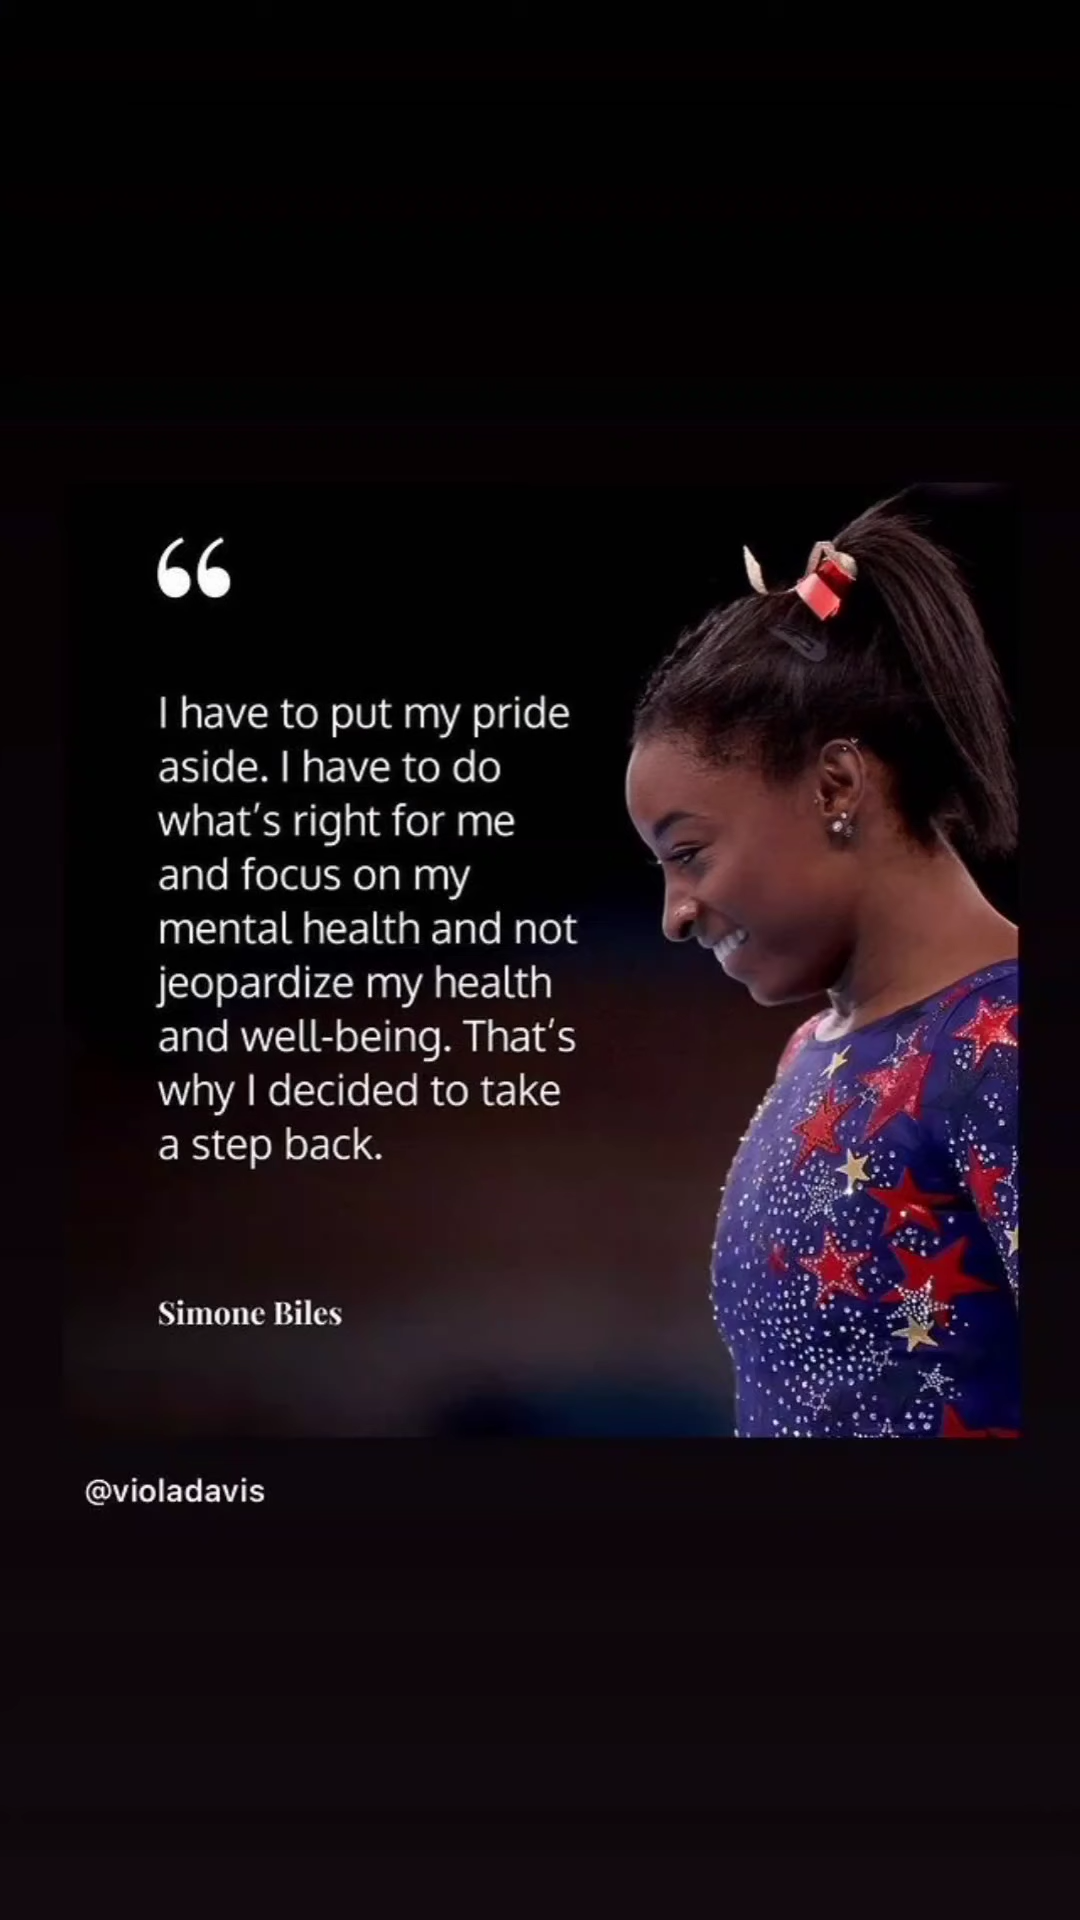 “
I have to put my pride
aside. I have to do
what’s right for me
and focus on my
mental health and not
jeopardize my health
and well-being. That’s
why I decided to take
a step back.
Simone Biles
@violadavis